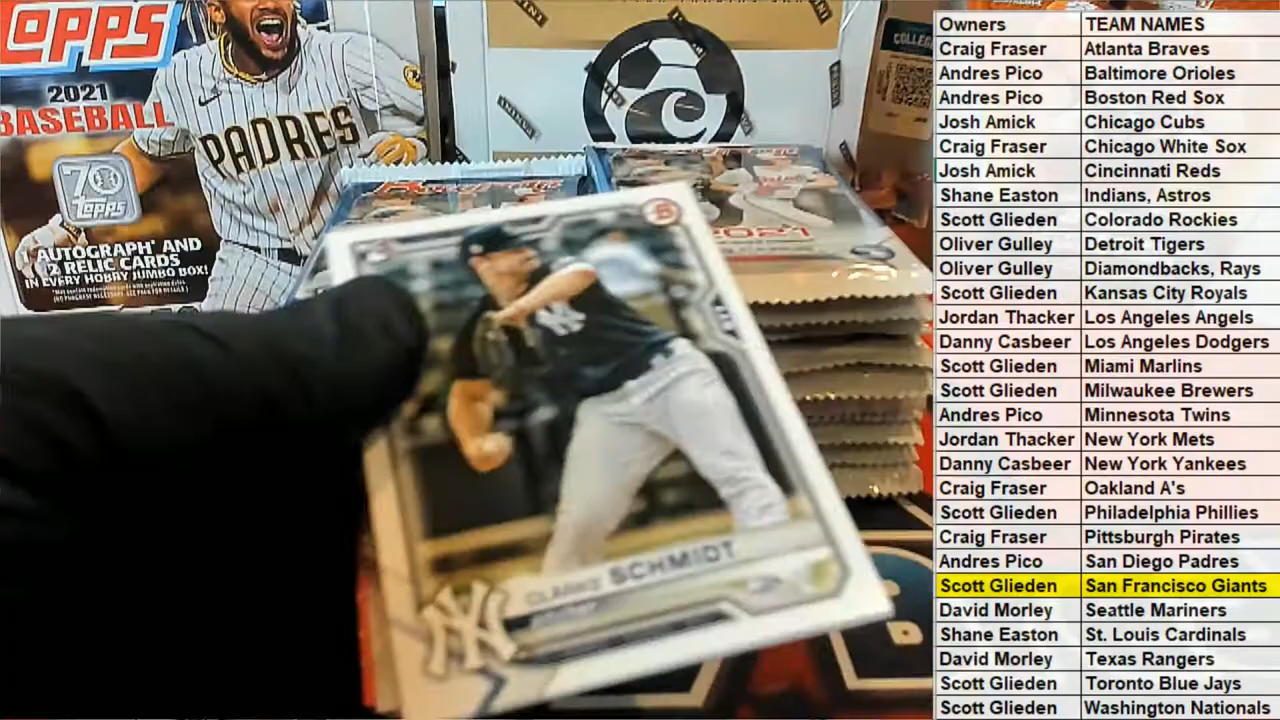 TOPPS
2021
BASEBALL
70
Topps
1 AUTOGRAPH* AND
2 RELIC CARDS
IN EVERY HOBBY JUMBO BOX!
PADRES
PANINI
COLLEG
2021
B
NY
CLARKE SCHMIDT
NY
Owners TEAM NAMES
Craig Fraser Atlanta Braves
Andres Pico Baltimore Orioles
Andres Pico Boston Red Sox
Josh Amick Chicago Cubs
Craig Fraser Chicago White Sox
Josh Amick Cincinnati Reds
Shane Easton Indians, Astros
Scott Glieden Colorado Rockies
Oliver Gulley Detroit Tigers
Oliver Gulley Diamondbacks, Rays
Scott Glieden Kansas City Royals
Jordan Thacker Los Angeles Angels
Danny Casbeer Los Angeles Dodgers
Scott Glieden Miami Marlins
Scott Glieden Milwaukee Brewers
Andres Pico Minnesota Twins
Jordan Thacker New York Mets
Danny Casbeer New York Yankees
Craig Fraser Oakland A's
Scott Glieden Philadelphia Phillies
Craig Fraser Pittsburgh Pirates
Andres Pico San Diego Padres
Scott Glieden San Francisco Giants
David Morley Seattle Mariners
Shane Easton St. Louis Cardinals
David Morley Texas Rangers
Scott Glieden Toronto Blue Jays
Scott Glieden Washington Nationals